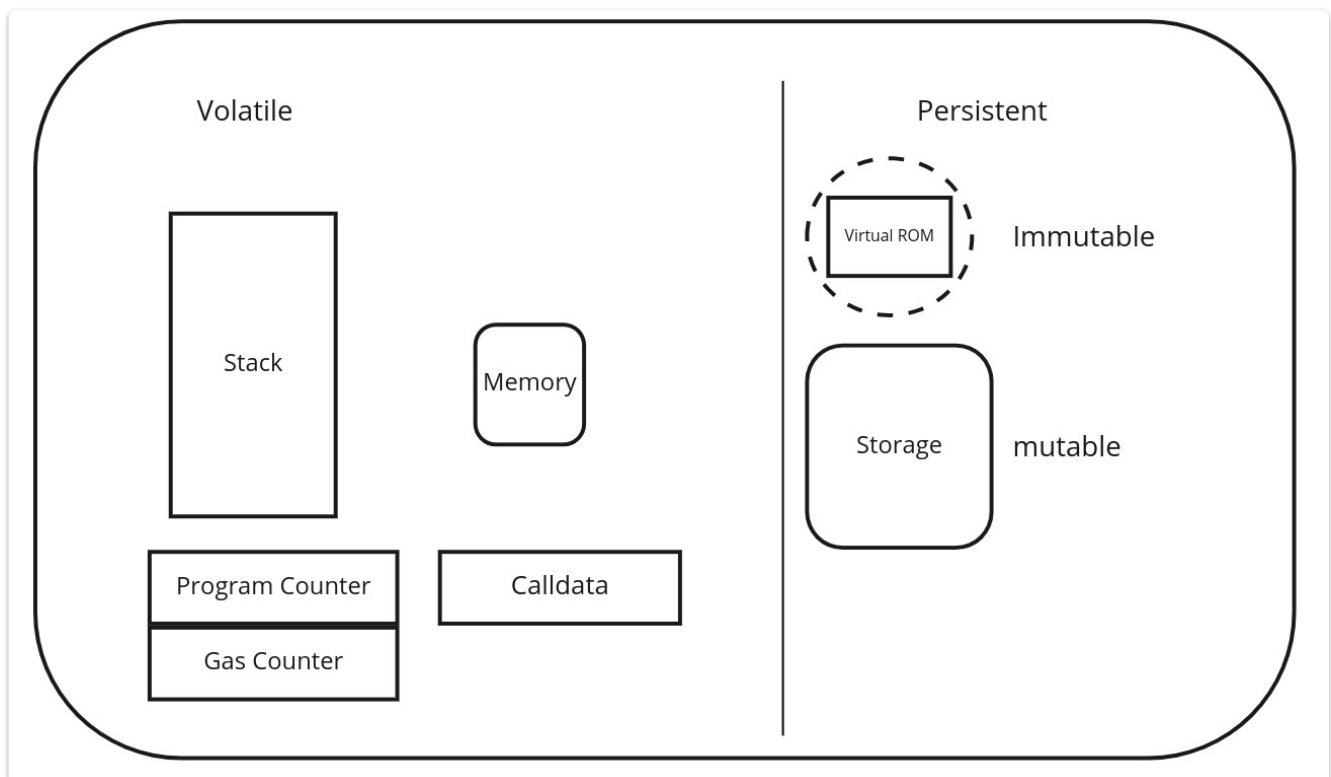 Volatile
Persistent
Virtual ROM
Immutable
Stack
Memory
Storage
mutable
Program Counter
Calldata
Gas Counter